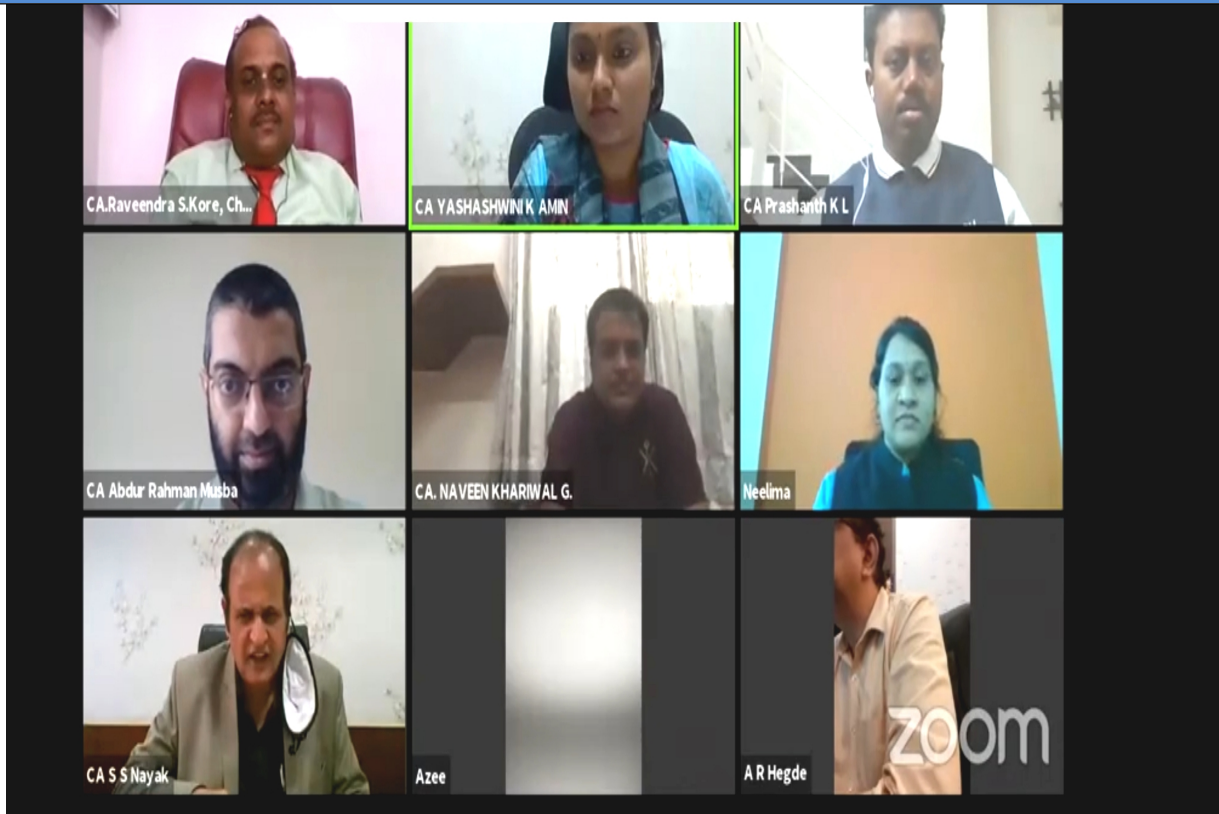 CA.Raveendra S.Kore, Ch...
CA YASHASHWINI K AMIN
CA Prashanth K L
CA Abdur Rahman Musba
CA. NAVEEN KHARIWAL G.
Neelima
CA S S Nayak
Azee
A R Hegde
zoom